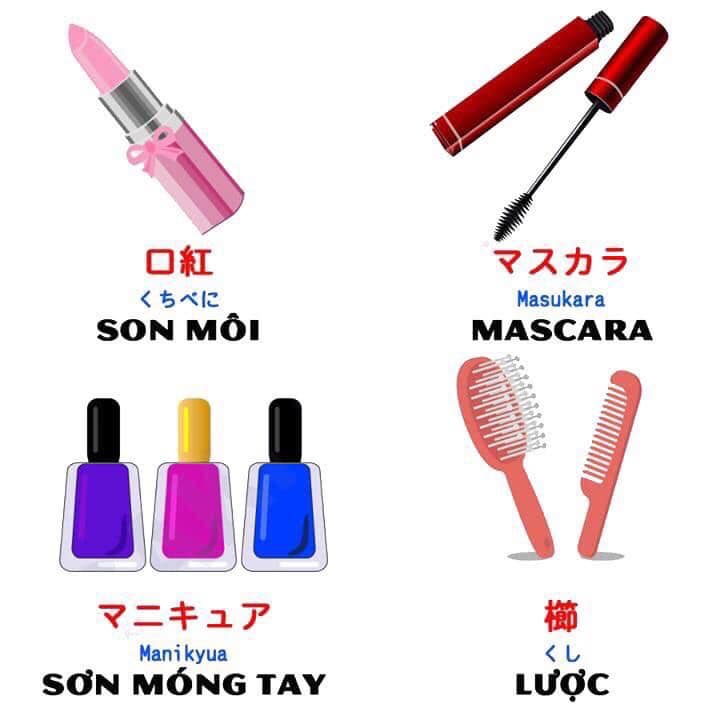 口紅
くちべに
SON MÔI
マスカラ
Masukara
MASCARA
マニキュア
Manikyua
SƠN MÓNG TAY
櫛
くし
LƯỢC